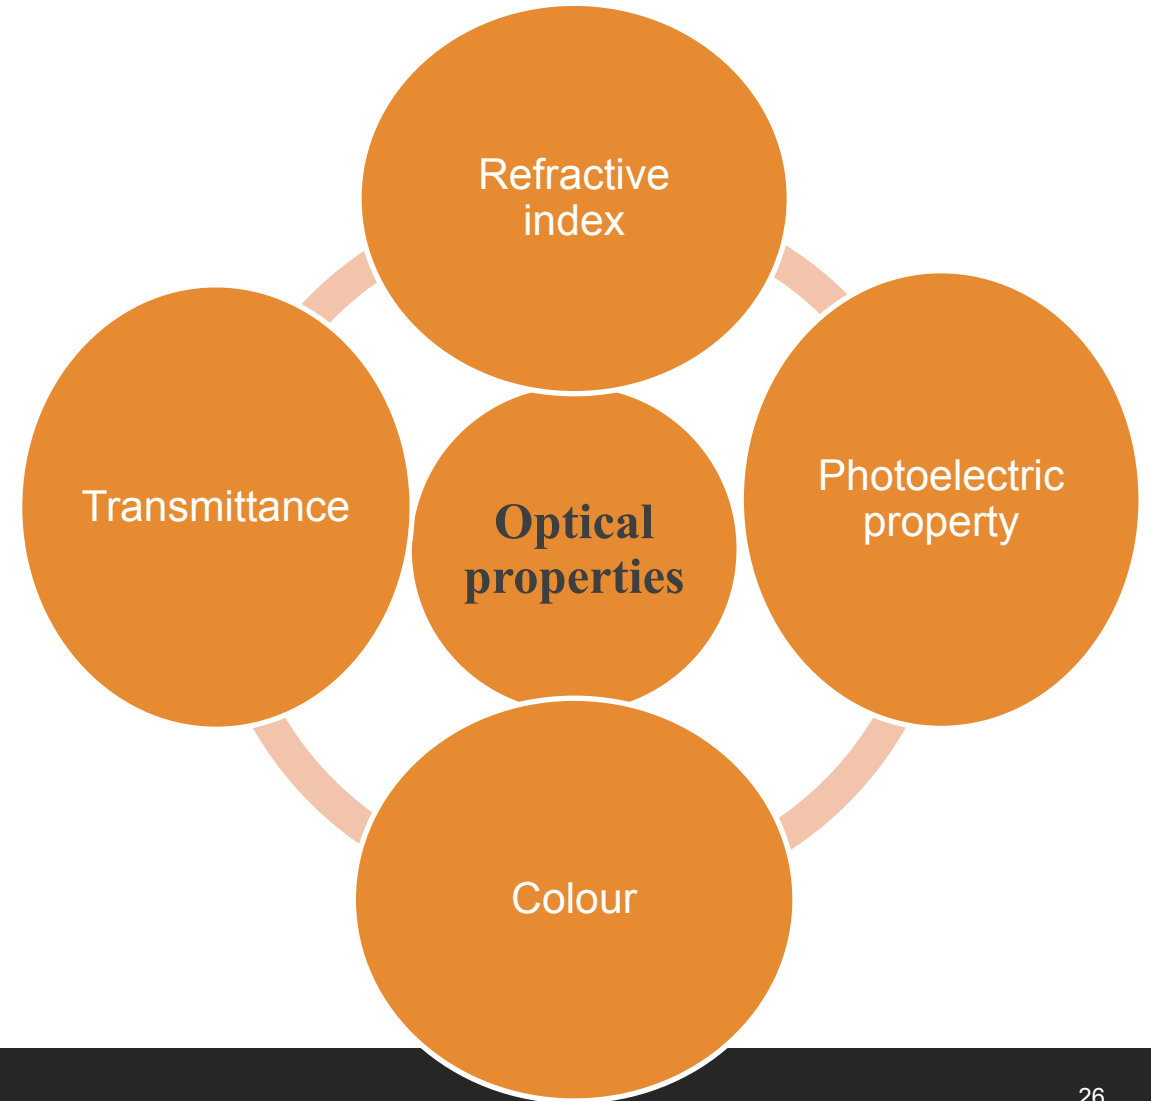 Refractive
index
Transmittance
Optical
properties
Photoelectric
property
Colour
26